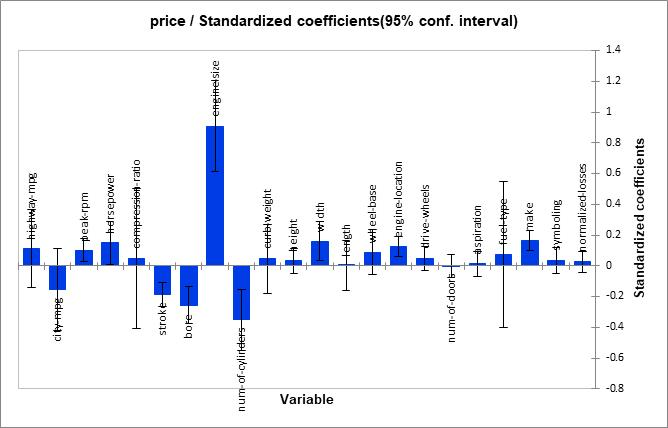 price / Standardized coefficients(95% conf. interval)
1.4
1.2
1
0.8
0.6
0.4
0.2
0
-0.2
-0.4
-0.6
-0.8
Standardized coefficients
highway-mpg
city-mpg
peak-rpm
horsepower
compression-ratio
stroke
bore
engine-size
num-of-cylinders
curb-weight
height
width
length
wheel-base
engine-location
drive-wheels
num-of-doors
aspiration
fuel-type
make
symboling
normalized-losses
Variable